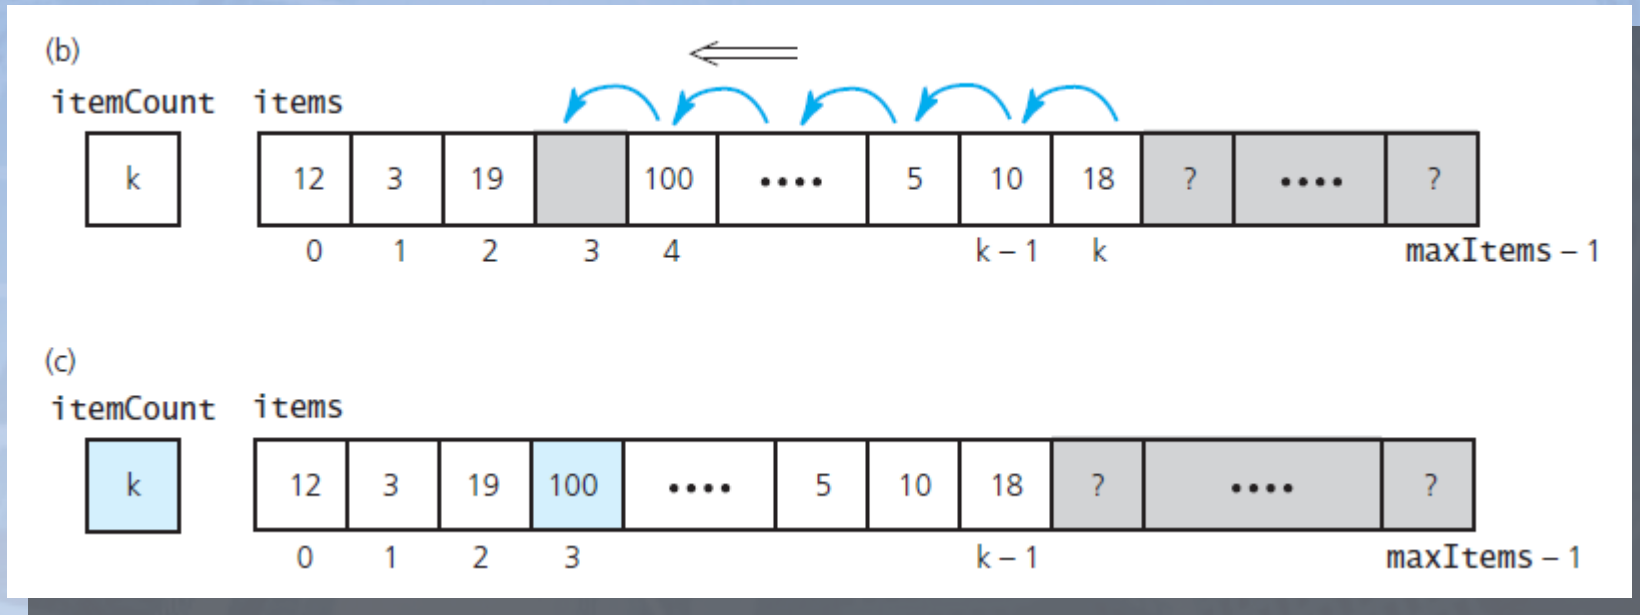 (b)
itemCount items
k 12 3 19 100 •••• 5 10 18 ? •••• ?
0 1 2 3 4 k – 1 k maxItems – 1
(c)
itemCount items
k 12 3 19 100 •••• 5 10 18 ? •••• ?
0 1 2 3 k – 1 maxItems – 1